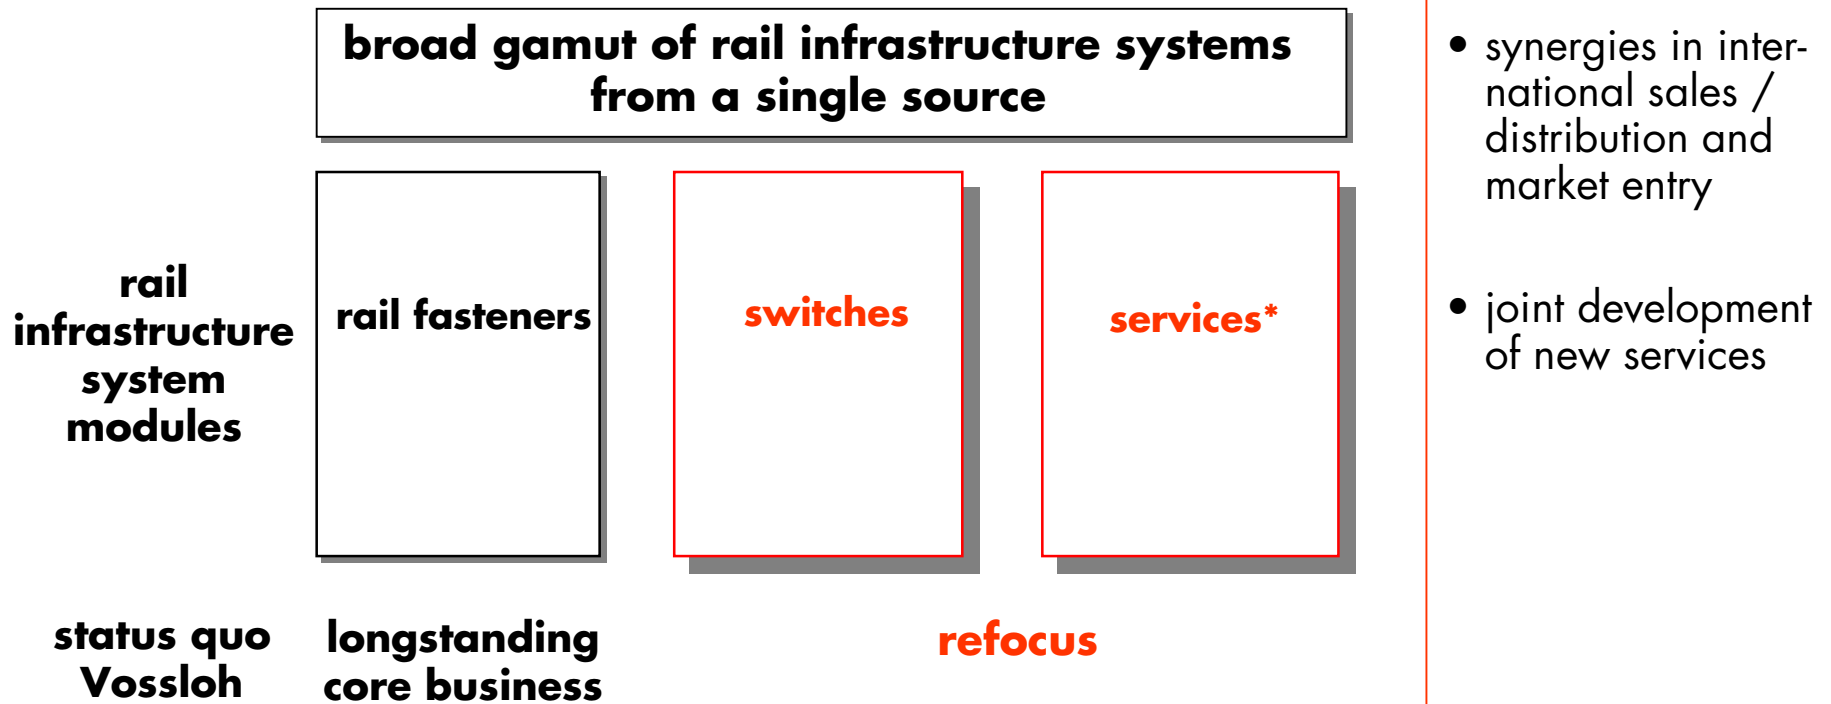 broad gamut of rail infrastructure systems
from a single source
rail
infrastructure
system
modules
rail fasteners
switches
services*
status quo
Vossloh
longstanding
core business
refocus
• synergies in inter-
national sales /
distribution and
market entry
• joint development
of new services